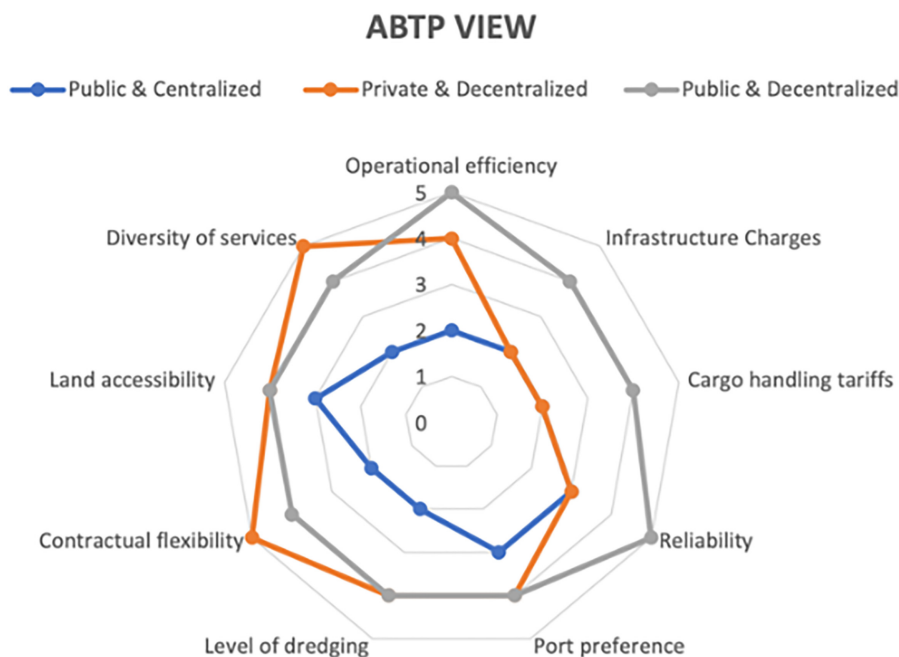 ABTP VIEW
Public & Centralized
Private & Decentralized
Public & Decentralized
Operational efficiency
5
Diversity of services
Infrastructure Charges
4
3
2
Land accessibility
Cargo handling tariffs
1
0
Contractual flexibility
Reliability
Level of dredging
Port preference